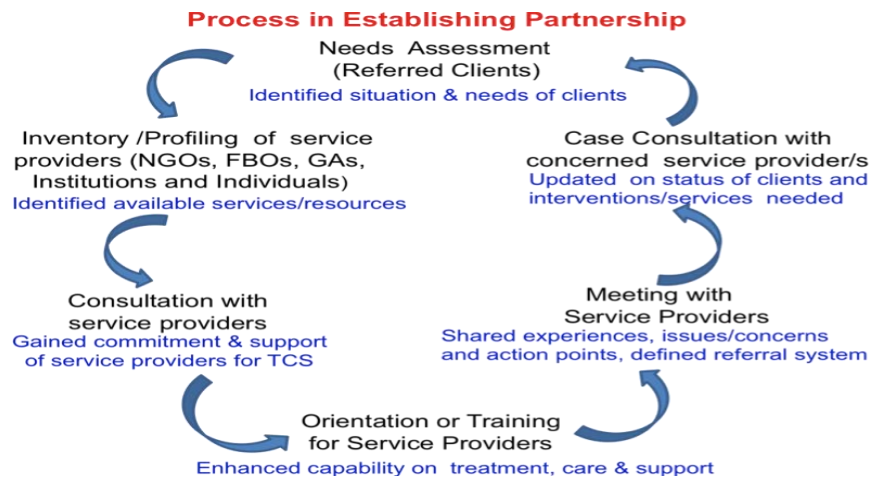 Process in Establishing Partnership
Needs Assessment
(Referred Clients)
Identified situation & needs of clients
Inventory /Profiling of service
providers (NGOs, FBOs, GAs,
Institutions and Individuals)
Identified available services/resources
Consultation with
service providers
Gained commitment & support
of service providers for TCS
Orientation or Training
for Service Providers
Enhanced capability on treatment, care & support
Meeting with
Service Providers
Shared experiences, issues/concerns
and action points, defined referral system
Case Consultation with
concerned service provider/s
Updated on status of clients and
interventions/services needed